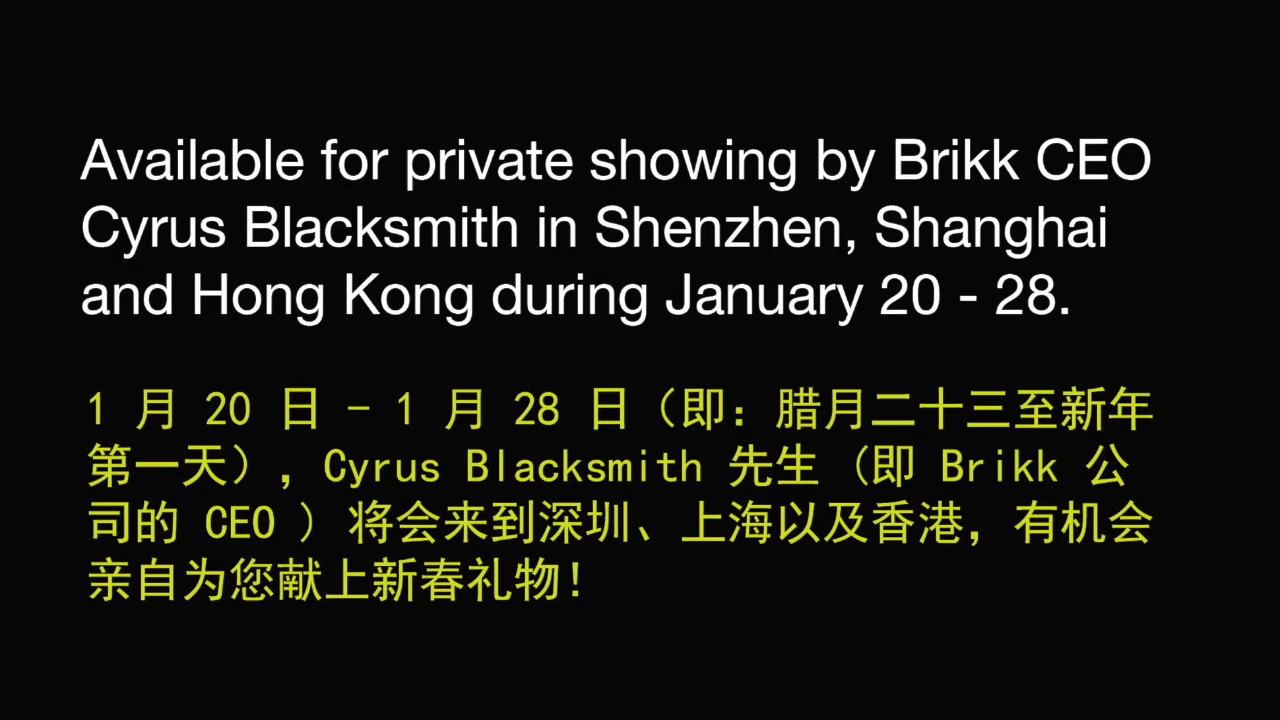 Available for private showing by Brikk CEO
Cyrus Blacksmith in Shenzhen, Shanghai
and Hong Kong during January 20 - 28.
1 月 20 日 - 1 月 28 日（即：腊月二十三至新年
第一天），Cyrus Blacksmith 先生 (即 Brikk 公
司的 CEO ) 将会来到深圳、上海以及香港，有机会
亲自为您献上新春礼物！